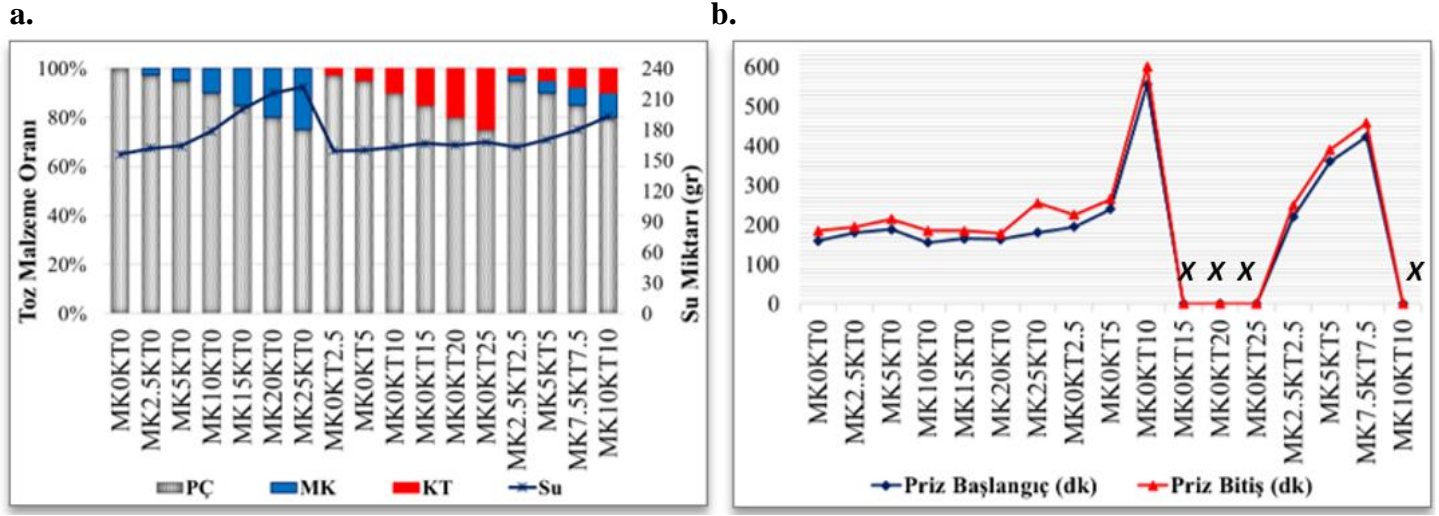 a.
b.
Toz Malzeme Oranı
100%
80%
60%
40%
20%
0%
240
210
180
150
120
90
60
30
0
Su Miktarı (gr)
MK0KT0
MK2.5KT0
MK5KT0
MK10KT0
MK15KT0
MK20KT0
MK25KT0
MK0KT2.5
MK0KT5
MK0KT10
MK0KT15
MK0KT20
MK0KT25
MK2.5KT2.5
MK5KT5
MK7.5KT7.5
MK10KT10
PÇ MK KT Su
600
500
400
300
200
100
0
X X X X
MK0KT0
MK2.5KT0
MK5KT0
MK10KT0
MK15KT0
MK20KT0
MK25KT0
MK0KT2.5
MK0KT5
MK0KT10
MK0KT15
MK0KT20
MK0KT25
MK2.5KT2.5
MK5KT5
MK7.5KT7.5
MK10KT10
Priz Başlangıç (dk) Priz Bitiş (dk)